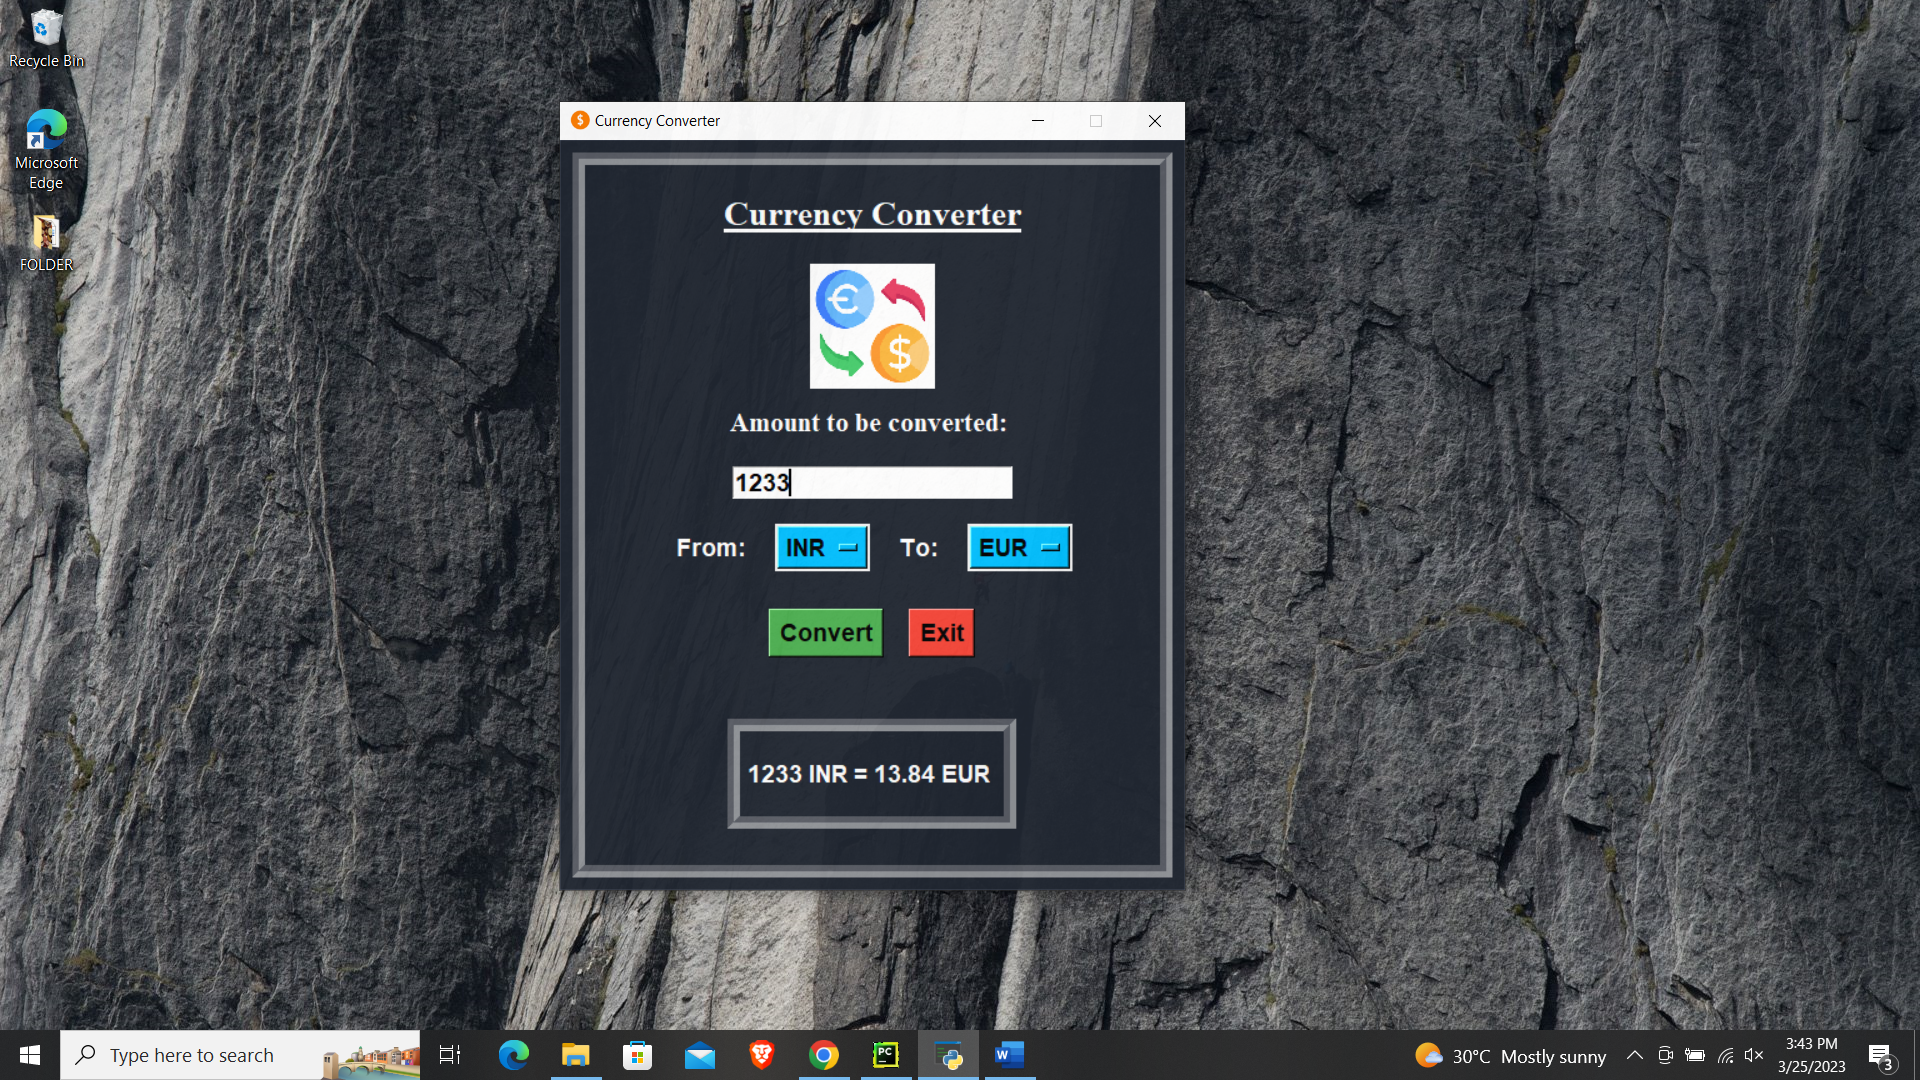 Recycle Bin
Microsoft
Edge
FOLDER
$ Currency Converter
Currency Converter
€
$
Amount to be converted:
1233
From: INR To: EUR
Convert Exit
1233 INR = 13.84 EUR
Type here to search
PC
W
30°C Mostly sunny
3:43 PM
3/25/2023
3